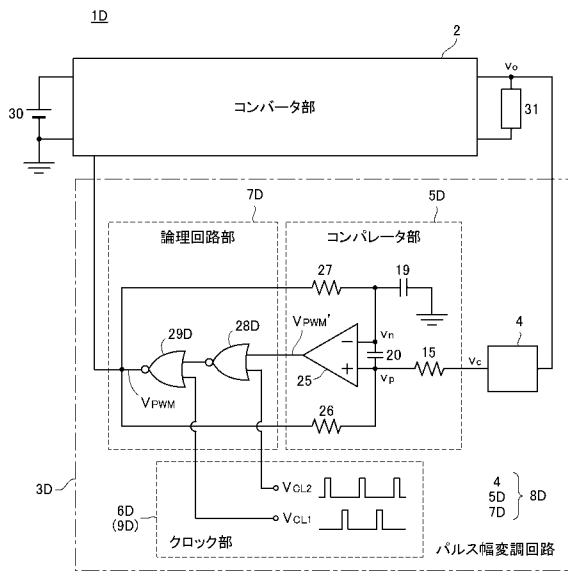 1D
2
vo
30
コンバータ部
31
7D
5D
論理回路部
コンパレータ部
27
19
29D
28D
VPWM'
vn
4
20
15
vc
25
vp
VPWM
26
3D
6D
(9D)
VCL2
VCL1
クロック部
4
5D
7D
8D
パルス幅変調回路